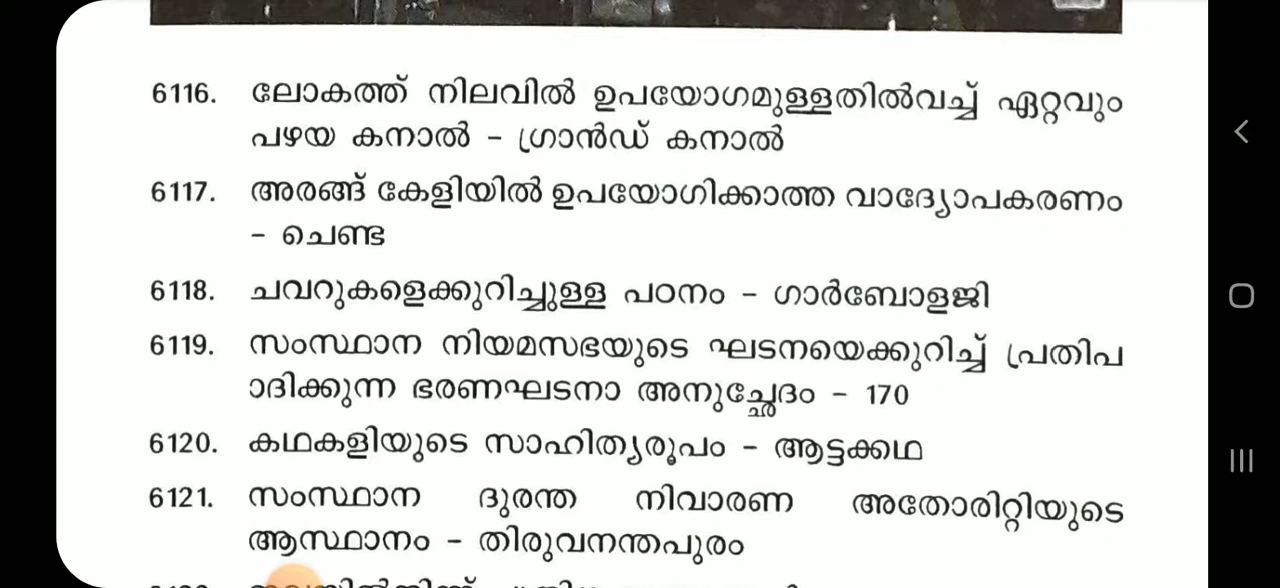 6116. ലോകത്ത് നിലവിൽ ഉപയോഗമുള്ളതിൽവച്ച് ഏറ്റവും
പഴയ കനാൽ – ഗ്രാൻഡ് കനാൽ
6117. അരങ്ങ് കേളിയിൽ ഉപയോഗിക്കാത്ത വാദ്യോപകരണം
– ചെണ്ട
6118. ചവറുകളെക്കുറിച്ചുള്ള പഠനം – ഗാർബോളജി
6119. സംസ്ഥാന നിയമസഭയുടെ ഘടനയെക്കുറിച്ച് പ്രതിപ
ാദിക്കുന്ന ഭരണഘടനാ അനുച്ഛേദം – 170
6120. കഥകളിയുടെ സാഹിത്യരൂപം – ആട്ടക്കഥ
6121. സംസ്ഥാന ദുരന്ത നിവാരണ അതോരിറ്റിയുടെ
ആസ്ഥാനം – തിരുവനന്തപുരം